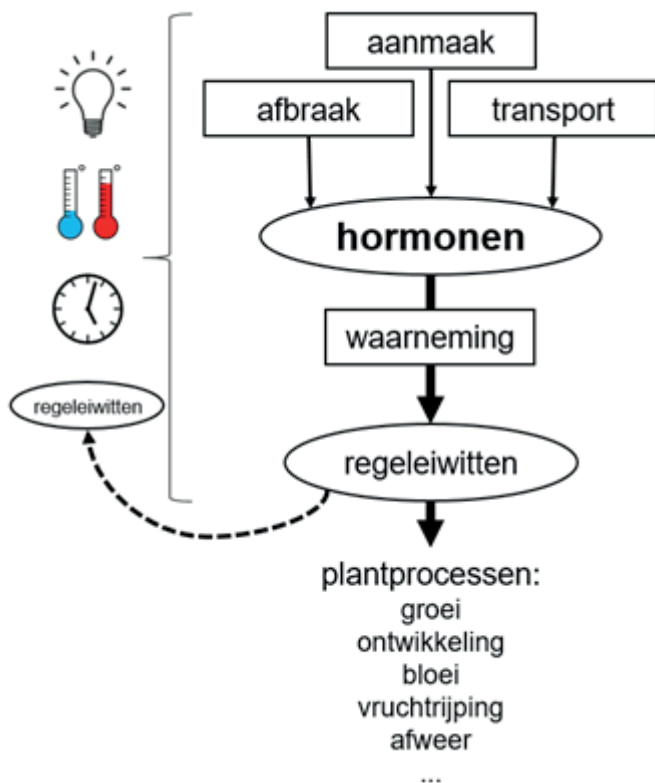 aanmaak
afbraak
transport
hormonen
waarneming
regeleiwitten
regeleiwitten
plantprocessen:
groei
ontwikkeling
bloei
vruchtrijping
afweer
...